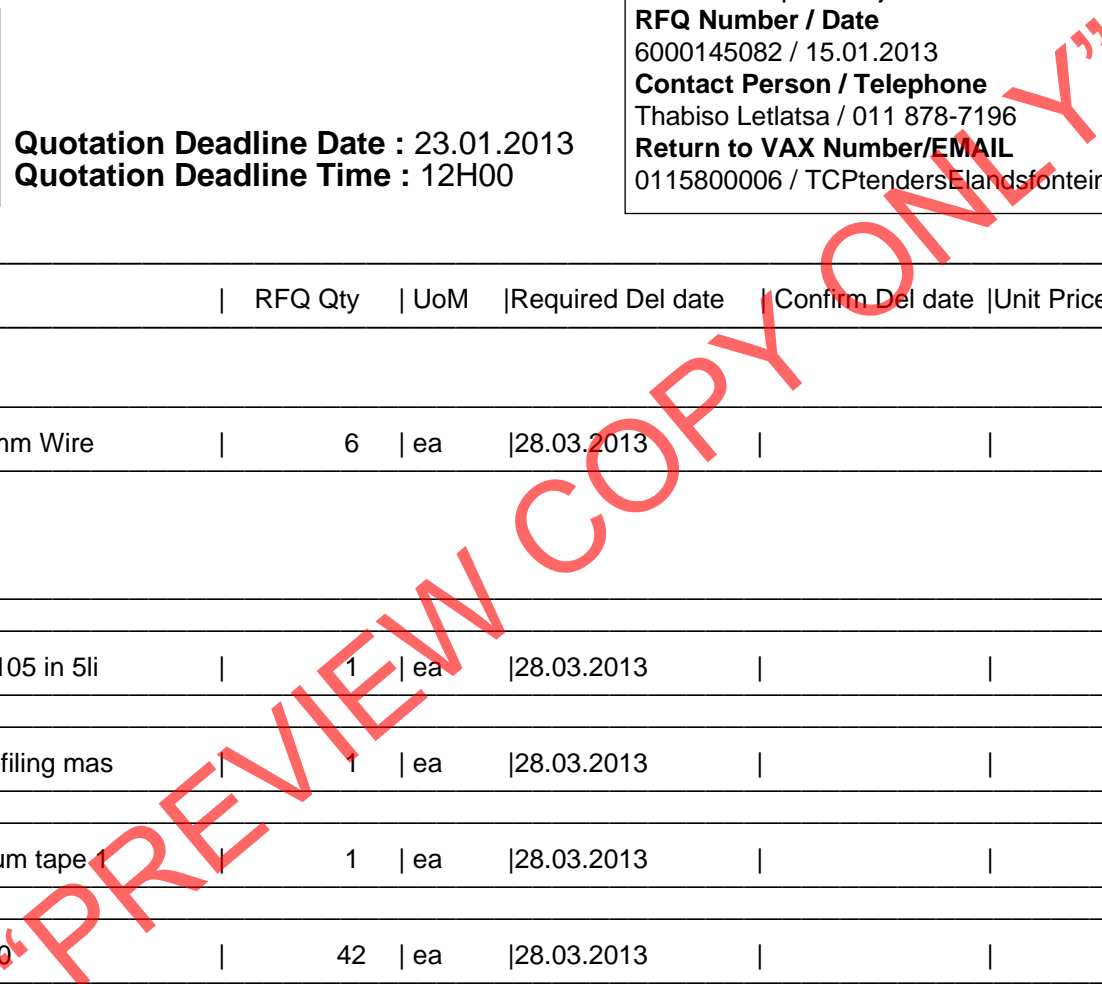 RFQ Number / Date
6000145082 / 15.01.2013
Contact Person / Telephone
Thabiso Letlatsa / 011 878-7196
Quotation Deadline Date : 23.01.2013
Return to VAX Number/EMAIL
Quotation Deadline Time : 12H00
0115800006 / TCPtendersElandsfontein
| RFQ Qty | UoM |Required Del date | Confirm Del date |Unit Price
mm Wire | 6 | ea |28.03.2013 | |
105 in 5li | 1 | ea |28.03.2013 | |
filing mas | 1 | ea |28.03.2013 | |
um tape 1 | 1 | ea |28.03.2013 | |
0 | 42 | ea |28.03.2013 | |
“PREVIEW COPY ONLY”